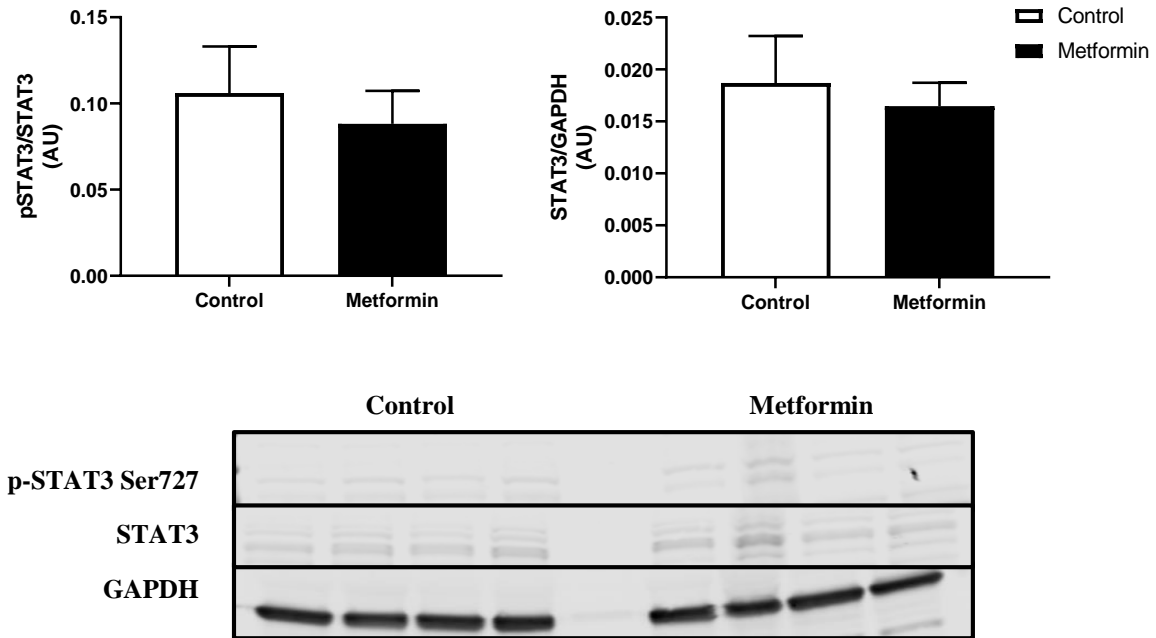 pSTAT3/STAT3
(AU)
0.15
0.10
0.05
0.00
Control
Metformin
STAT3/GAPDH
(AU)
0.025
0.020
0.015
0.010
0.005
0.000
Control
Metformin
Control
Metformin
Control
Metformin
p-STAT3 Ser727
STAT3
GAPDH